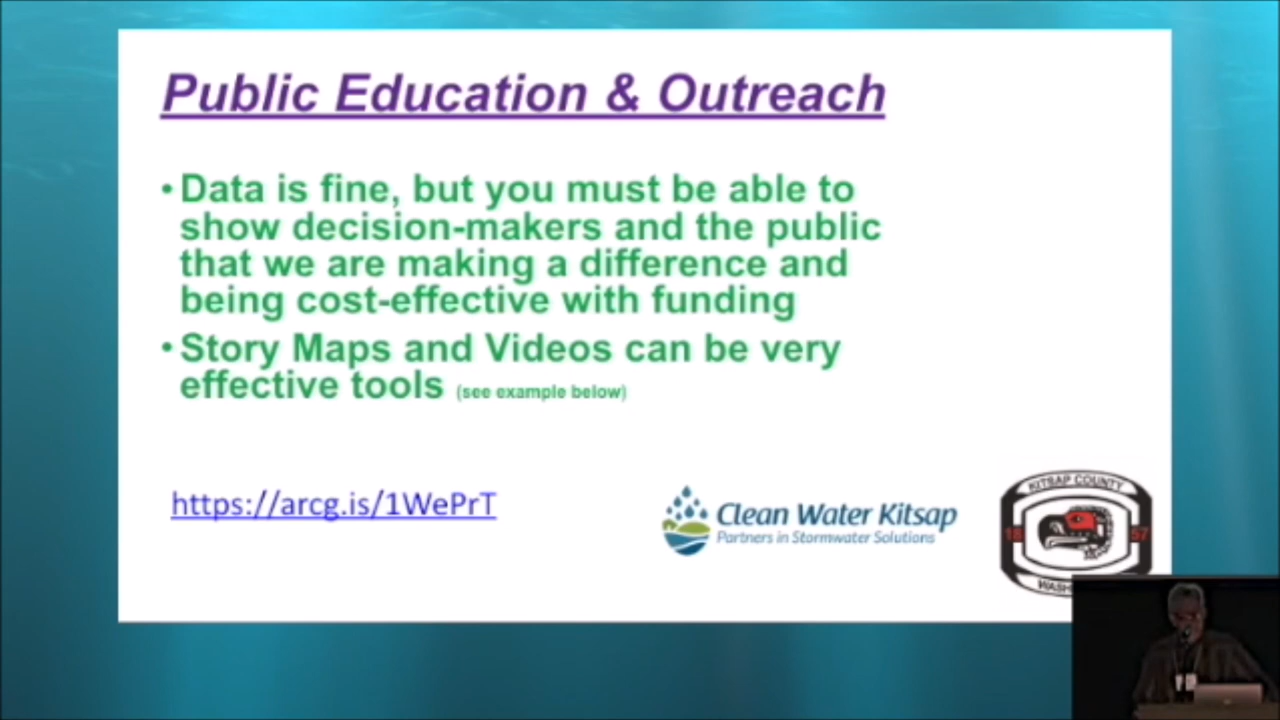 Public Education & Outreach
• Data is fine, but you must be able to
show decision-makers and the public
that we are making a difference and
being cost-effective with funding
• Story Maps and Videos can be very
effective tools (see example below)
https://arcg.is/1WePrT
Clean Water Kitsap
Partners in Stormwater Solutions
KITSAP COUNTY
18 57